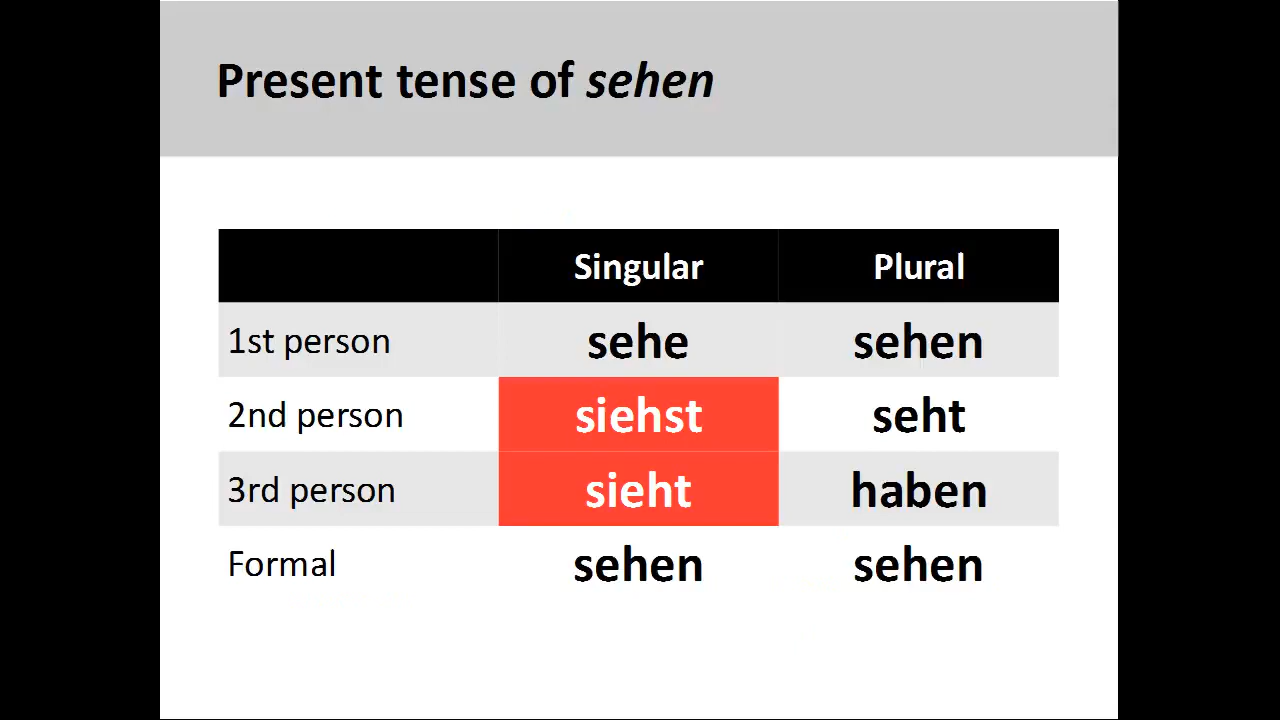 Present tense of sehen
Singular Plural
1st person sehe sehen
2nd person siehst seht
3rd person sieht haben
Formal sehen sehen